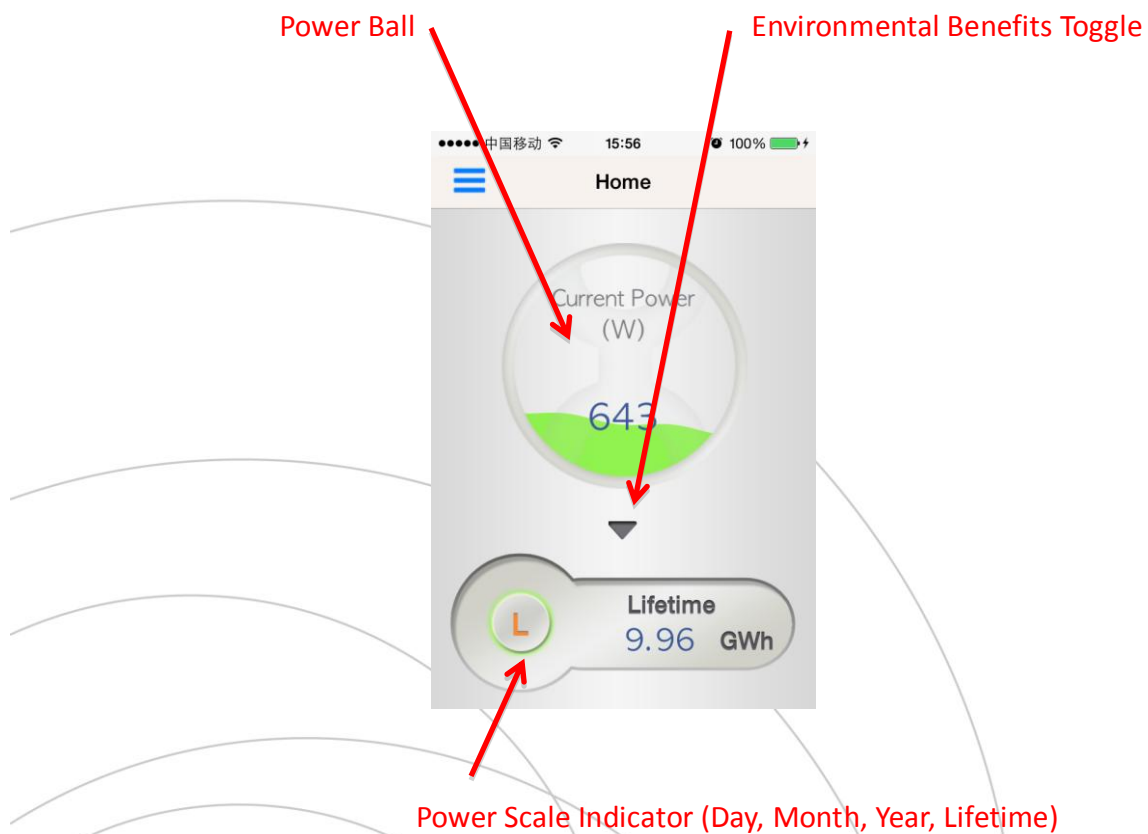 Power Ball
Environmental Benefits Toggle
中国移动 15:56 100%
Home
Current Power
(W)
643
L
Lifetime
9.96 GWh
Power Scale Indicator (Day, Month, Year, Lifetime)